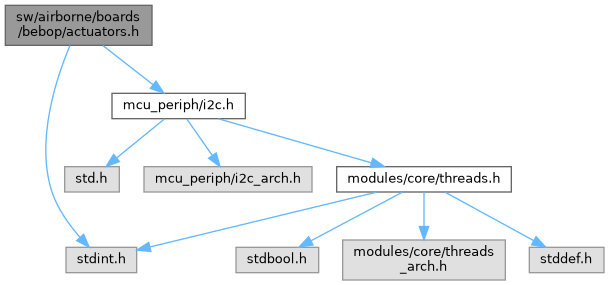 sw/airborne/boards
/bebop/actuators.h
mcu_periph/i2c.h
std.h
mcu_periph/i2c_arch.h
modules/core/threads.h
stdint.h
stdbool.h
modules/core/threads
_arch.h
stddef.h